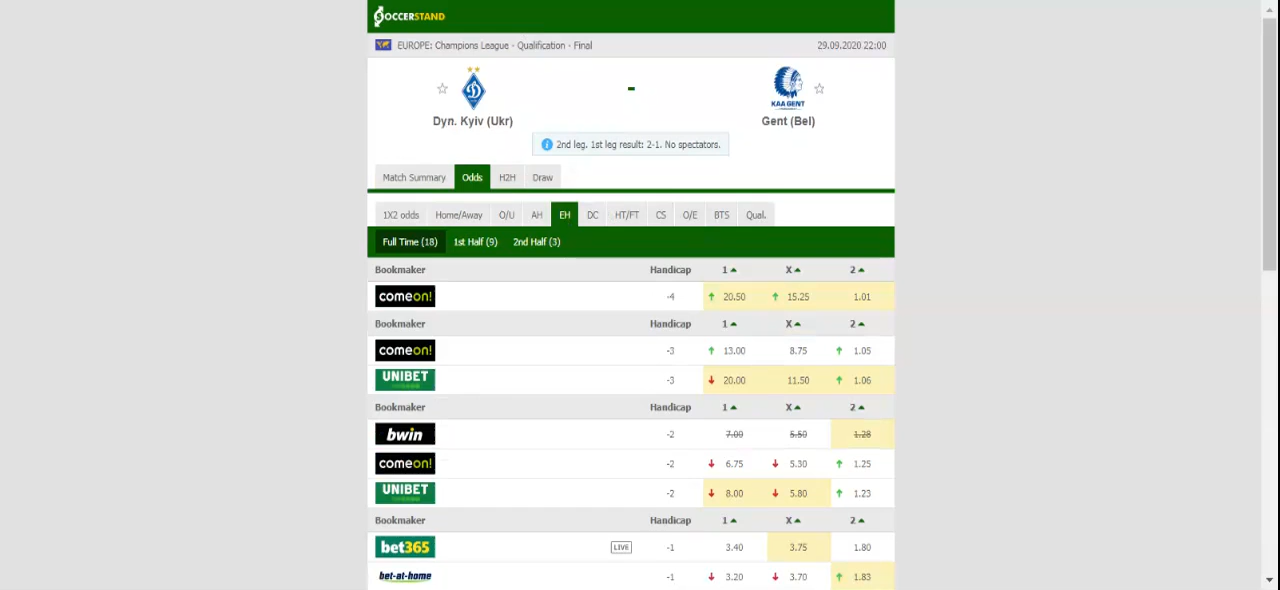 SOCCERSTAND
EUROPE: Champions League - Qualification - Final 29.09.2020 22:00
KAA GENT
Dyn. Kyiv (Ukr) - Gent (Bel)
2nd leg. 1st leg result: 2-1. No spectators.
Match Summary Odds H2H Draw
1X2 odds Home/Away O/U AH EH DC HT/FT CS O/E BTS Qual.
Full Time (18) 1st Half (9) 2nd Half (3)
Bookmaker Handicap 1 X 2
comeon! -4 20.50 15.25 1.01
Bookmaker Handicap 1 X 2
comeon! -3 13.00 8.75 1.05
UNIBET -3 20.00 11.50 1.06
Bookmaker Handicap 1 X 2
bwin -2 7.00 5.50 1.28
comeon! -2 6.75 5.30 1.25
UNIBET -2 8.00 5.80 1.23
Bookmaker Handicap 1 X 2
bet365 LIVE -1 3.40 3.75 1.80
bet-at-home -1 3.20 3.70 1.83